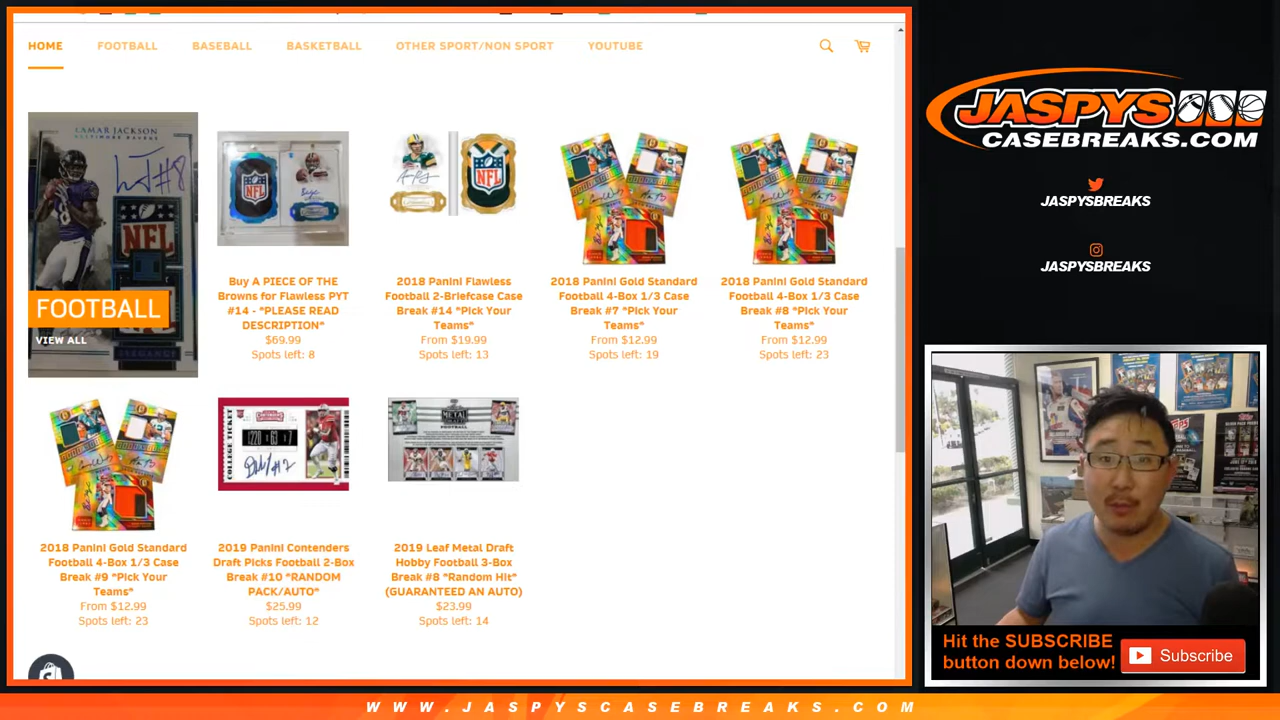 HOME
FOOTBALL
BASEBALL
BASKETBALL
OTHER SPORT/NON SPORT
YOUTUBE
LAMAR JACKSON
FOOTBALL
VIEW ALL
Buy A PIECE OF THE
Browns for Flawless PYT
#14 - *PLEASE READ
DESCRIPTION*
$69.99
Spots left: 8
2018 Panini Flawless
Football 2-Briefcase Case
Break #14 *Pick Your
Teams*
From $19.99
Spots left: 13
2018 Panini Gold Standard
Football 4-Box 1/3 Case
Break #7 *Pick Your
Teams*
From $12.99
Spots left: 19
2018 Panini Gold Standard
Football 4-Box 1/3 Case
Break #8 *Pick Your
Teams*
From $12.99
Spots left: 23
2018 Panini Gold Standard
Football 4-Box 1/3 Case
Break #9 *Pick Your
Teams*
From $12.99
Spots left: 23
2019 Panini Contenders
Draft Picks Football 2-Box
Break #10 *RANDOM
PACK/AUTO*
$25.99
Spots left: 12
2019 Leaf Metal Draft
Hobby Football 3-Box
Break #8 *Random Hit*
(GUARANTEED AN AUTO)
$23.99
Spots left: 14
JASPYS
CASEBREAKS.COM
JASPYSBREAKS
JASPYSBREAKS
Hit the SUBSCRIBE
button down below!
Subscribe
WWW.JASPYSCASEBREAKS.COM